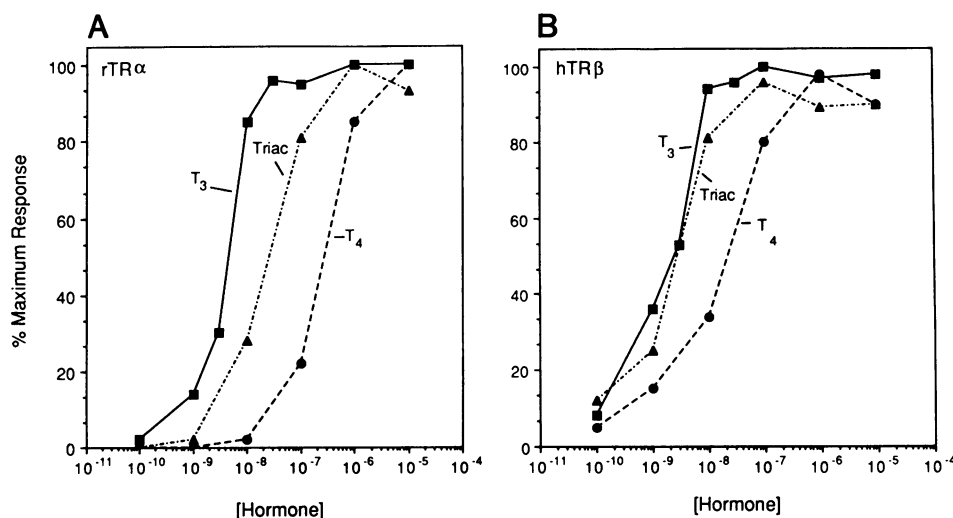 A
rTRα
100
80
60
40
20
0
% Maximum Response
T₃
Triac
T₄
10⁻¹¹ 10⁻¹⁰ 10⁻⁹ 10⁻⁸ 10⁻⁷ 10⁻⁶ 10⁻⁵ 10⁻⁴
[Hormone]
B
hTRβ
100
80
60
40
20
0
T₃
Triac
T₄
10⁻¹¹ 10⁻¹⁰ 10⁻⁹ 10⁻⁸ 10⁻⁷ 10⁻⁶ 10⁻⁵ 10⁻⁴
[Hormone]